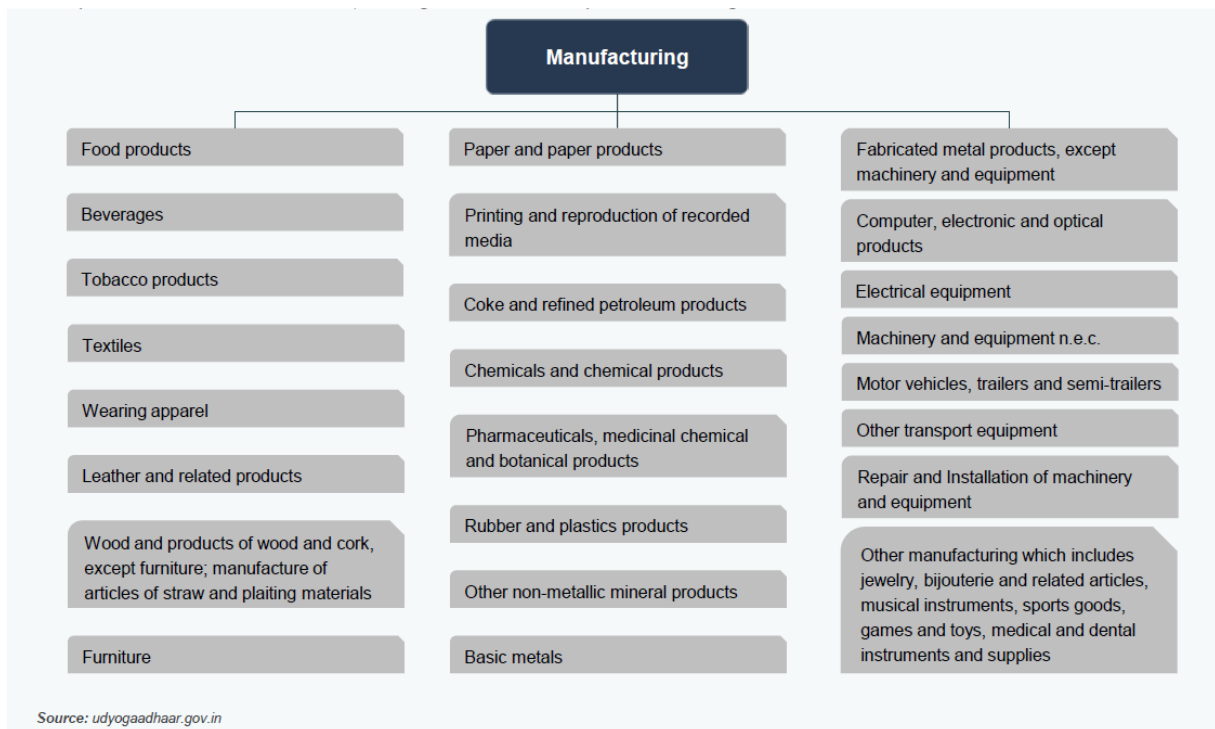 Manufacturing
Food products
Beverages
Tobacco products
Textiles
Wearing apparel
Leather and related products
Wood and products of wood and cork,
except furniture; manufacture of
articles of straw and plaiting materials
Furniture
Paper and paper products
Printing and reproduction of recorded
media
Coke and refined petroleum products
Chemicals and chemical products
Pharmaceuticals, medicinal chemical
and botanical products
Rubber and plastics products
Other non-metallic mineral products
Basic metals
Fabricated metal products, except
machinery and equipment
Computer, electronic and optical
products
Electrical equipment
Machinery and equipment n.e.c.
Motor vehicles, trailers and semi-trailers
Other transport equipment
Repair and Installation of machinery
and equipment
Other manufacturing which includes
jewelry, bijouterie and related articles,
musical instruments, sports goods,
games and toys, medical and dental
instruments and supplies
Source: udyogaadhaar.gov.in